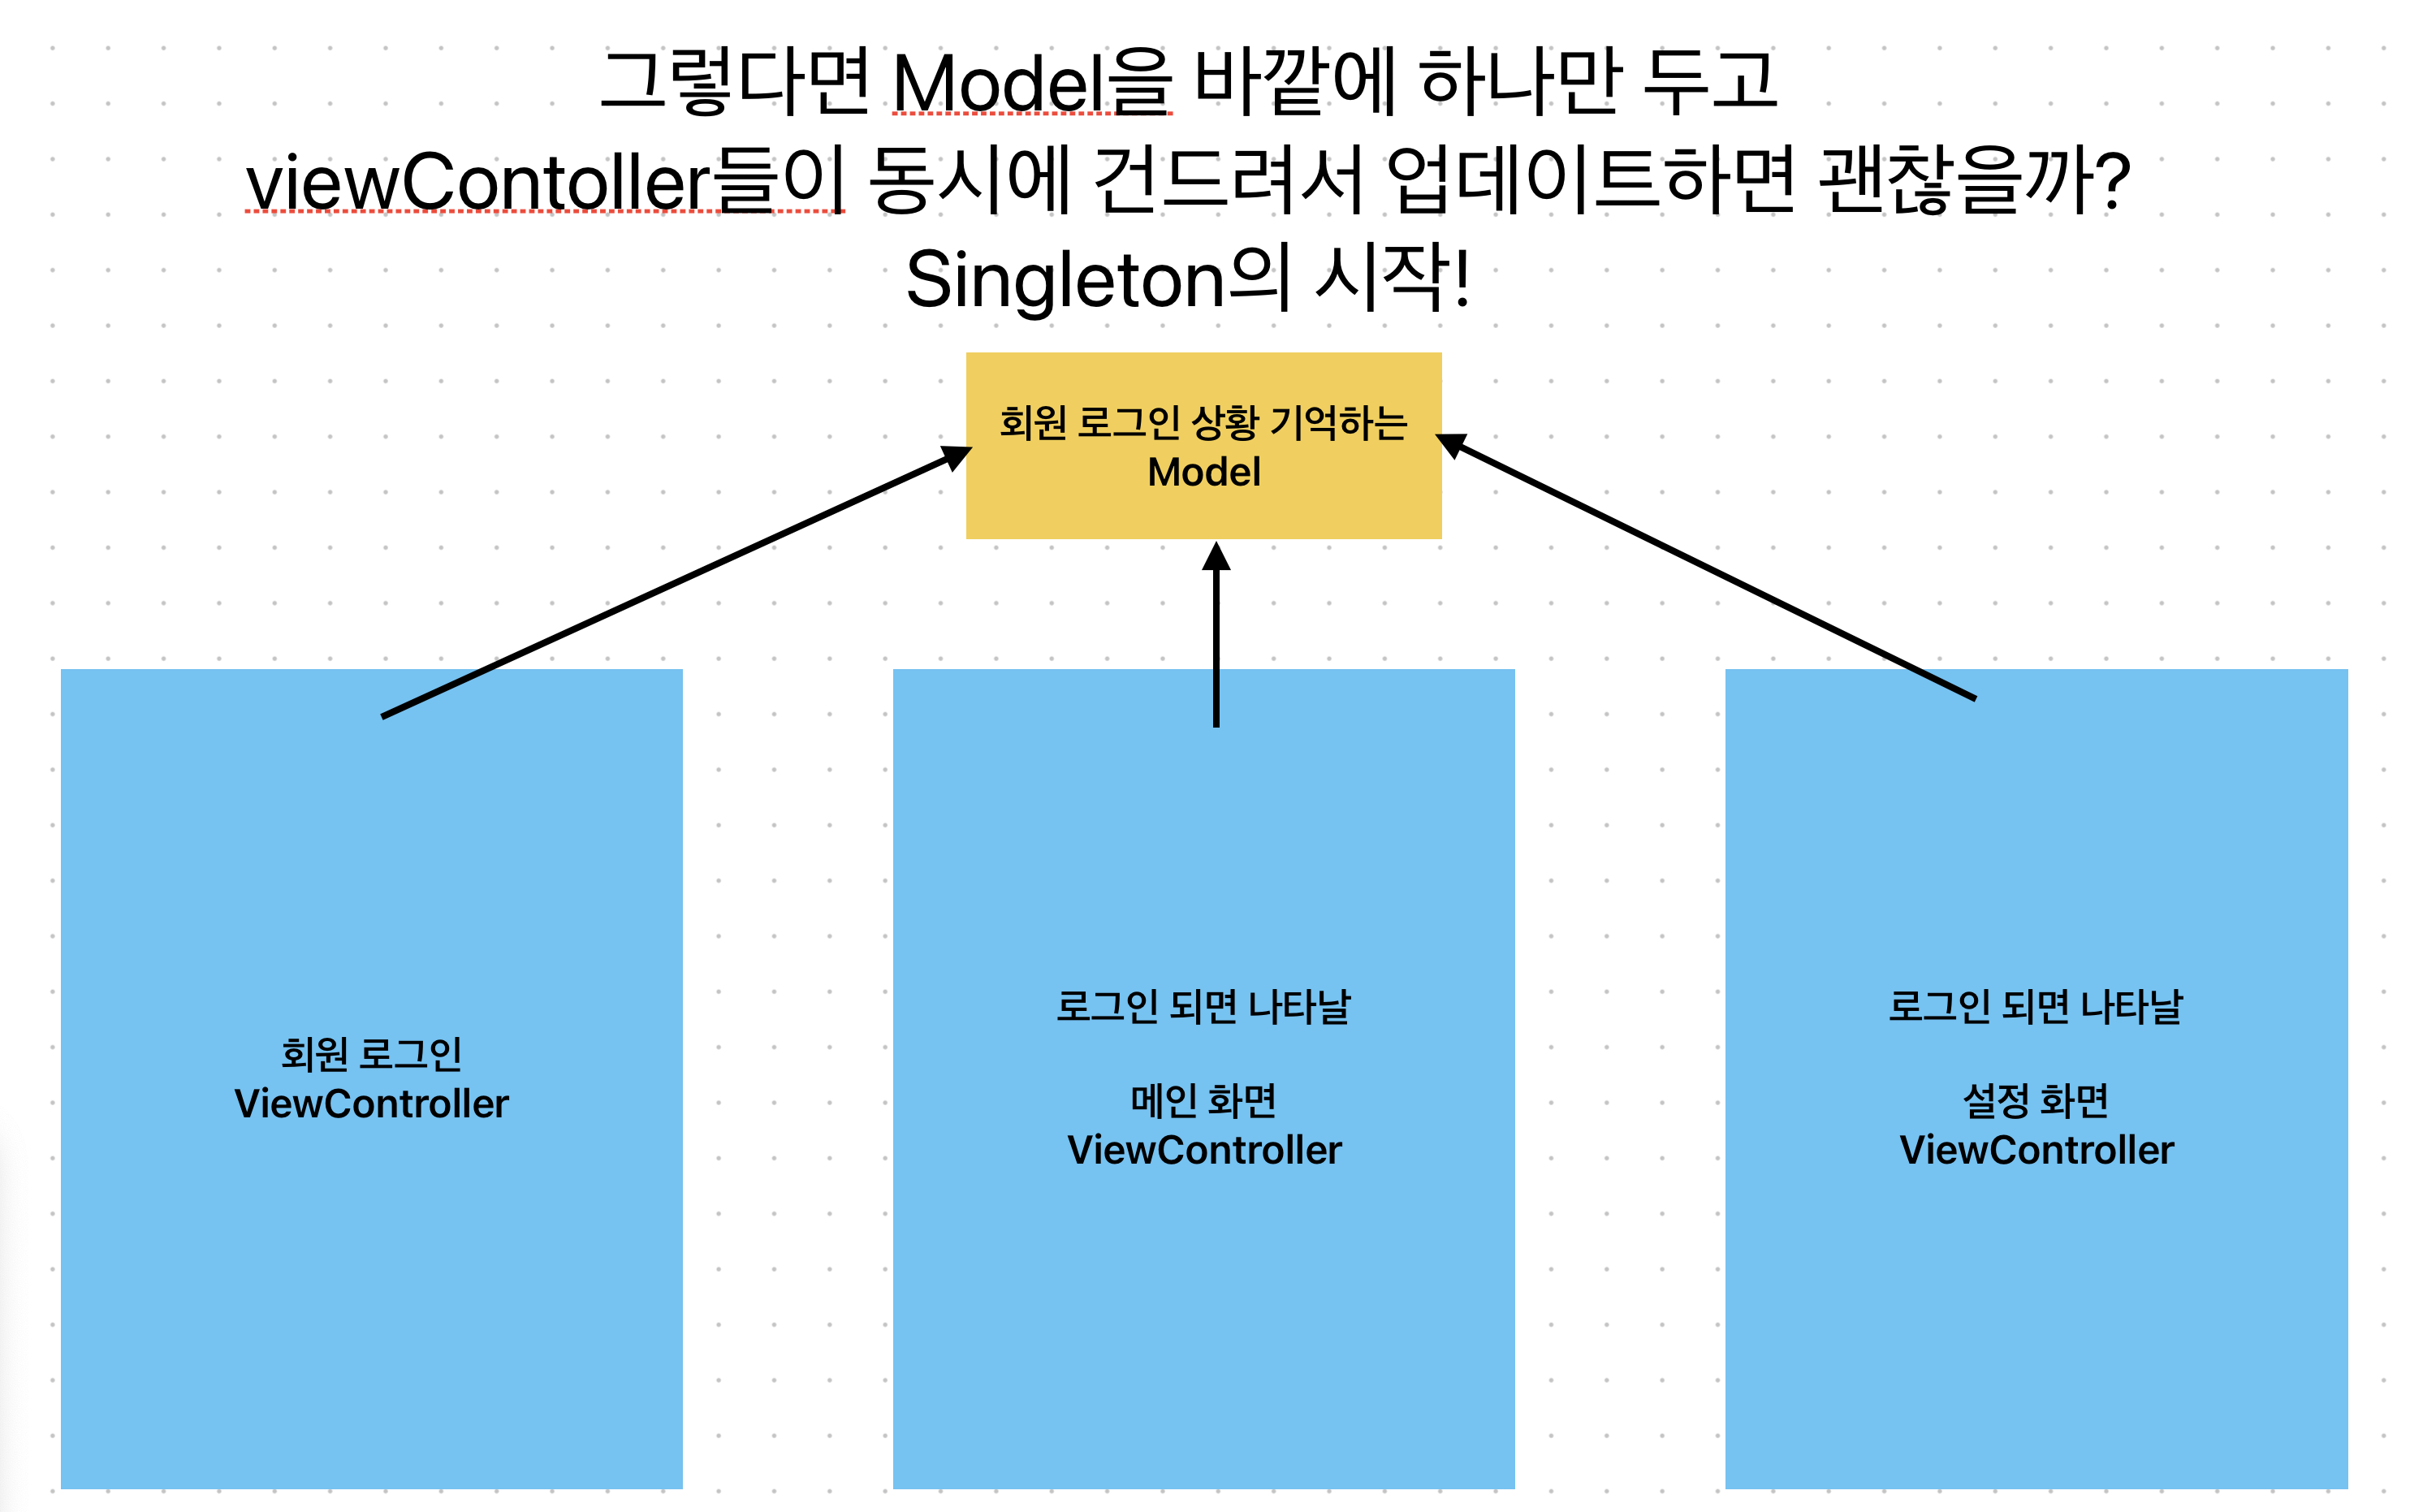 그렇다면 Model을 바깥에 하나만 두고
viewContoller들이 동시에 건드려서 업데이트하면 괜찮을까?
Singleton의 시작!
회원 로그인 상황 기억하는
Model
회원 로그인
ViewController
로그인 되면 나타날
메인 화면
ViewController
로그인 되면 나타날
설정 화면
ViewController